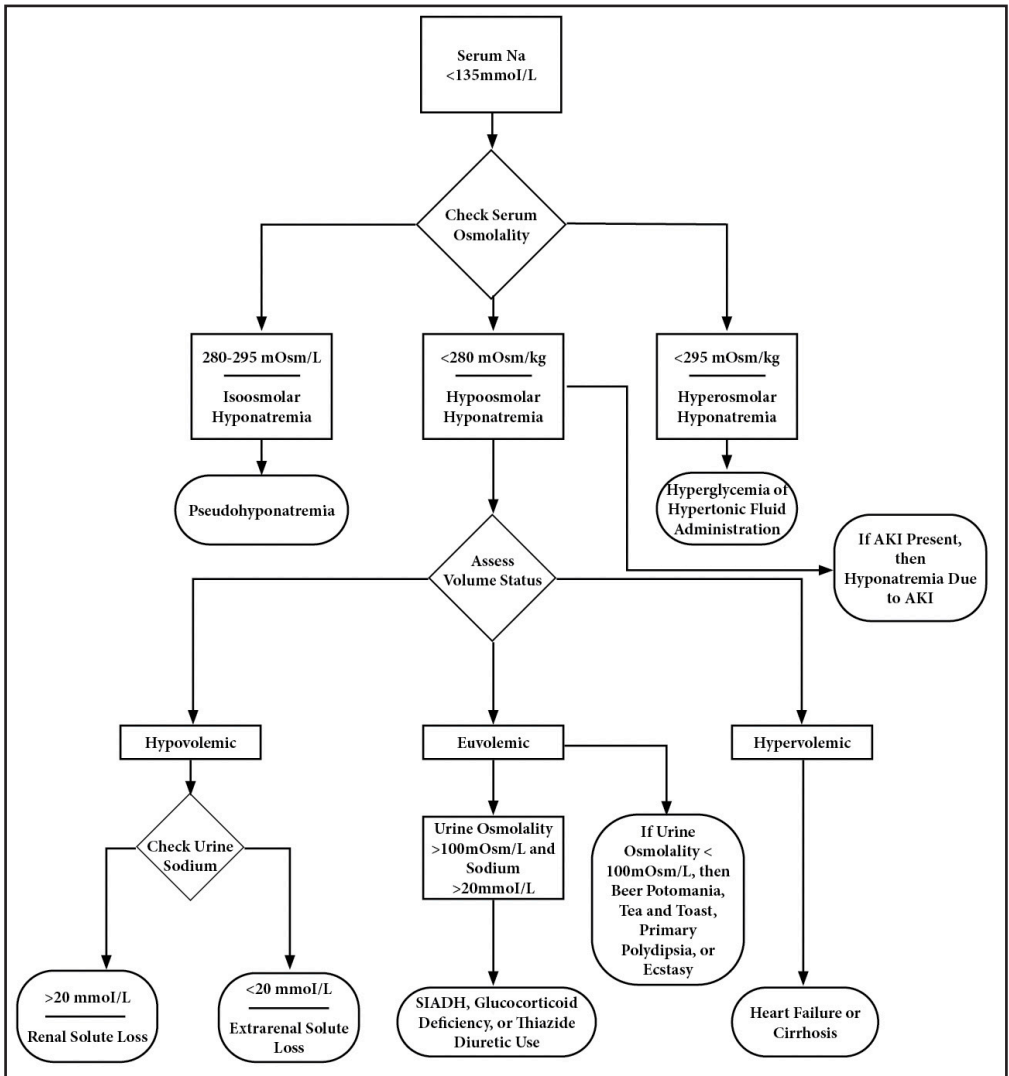 Serum Na
<135mmol/L
Check Serum
Osmolality
280-295 mOsm/L
Isoosmolar
Hyponatremia
<280 mOsm/kg
Hypoosmolar
Hyponatremia
<295 mOsm/kg
Hyperosmolar
Hyponatremia
Pseudohyponatremia
Hyperglycemia of
Hypertonic Fluid
Administration
If AKI Present,
then
Hyponatremia Due
to AKI
Assess
Volume Status
Hypovolemic
Euvolemic
Hypervolemic
Check Urine
Sodium
Urine Osmolality
>100mOsm/L and
Sodium
>20mmol/L
If Urine
Osmolality <
100mOsm/L, then
Beer Potomania,
Tea and Toast,
Primary
Polydipsia, or
Ecstasy
>20 mmol/L
Renal Solute Loss
<20 mmol/L
Extrarenal Solute
Loss
SIADH, Glucocorticoid
Deficiency, or Thiazide
Diuretic Use
Heart Failure or
Cirrhosis